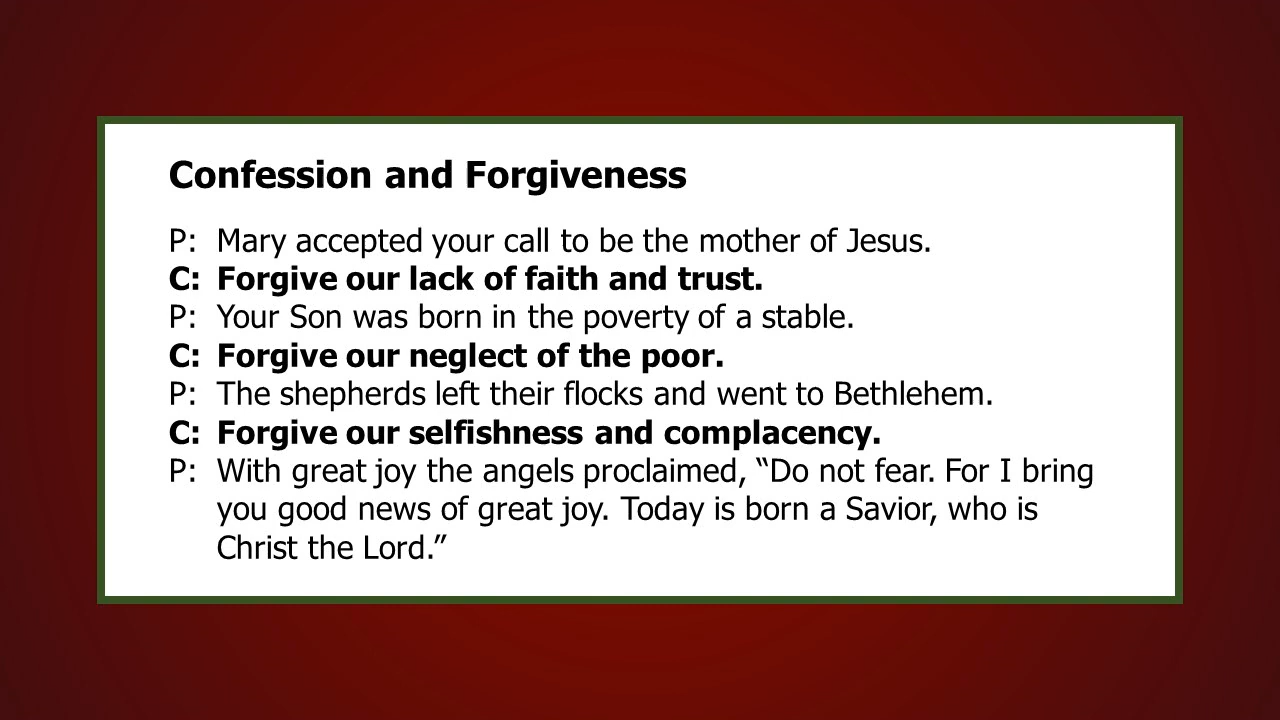 Confession and Forgiveness
P: Mary accepted your call to be the mother of Jesus.
C: Forgive our lack of faith and trust.
P: Your Son was born in the poverty of a stable.
C: Forgive our neglect of the poor.
P: The shepherds left their flocks and went to Bethlehem.
C: Forgive our selfishness and complacency.
P: With great joy the angels proclaimed, “Do not fear. For I bring
you good news of great joy. Today is born a Savior, who is
Christ the Lord.”